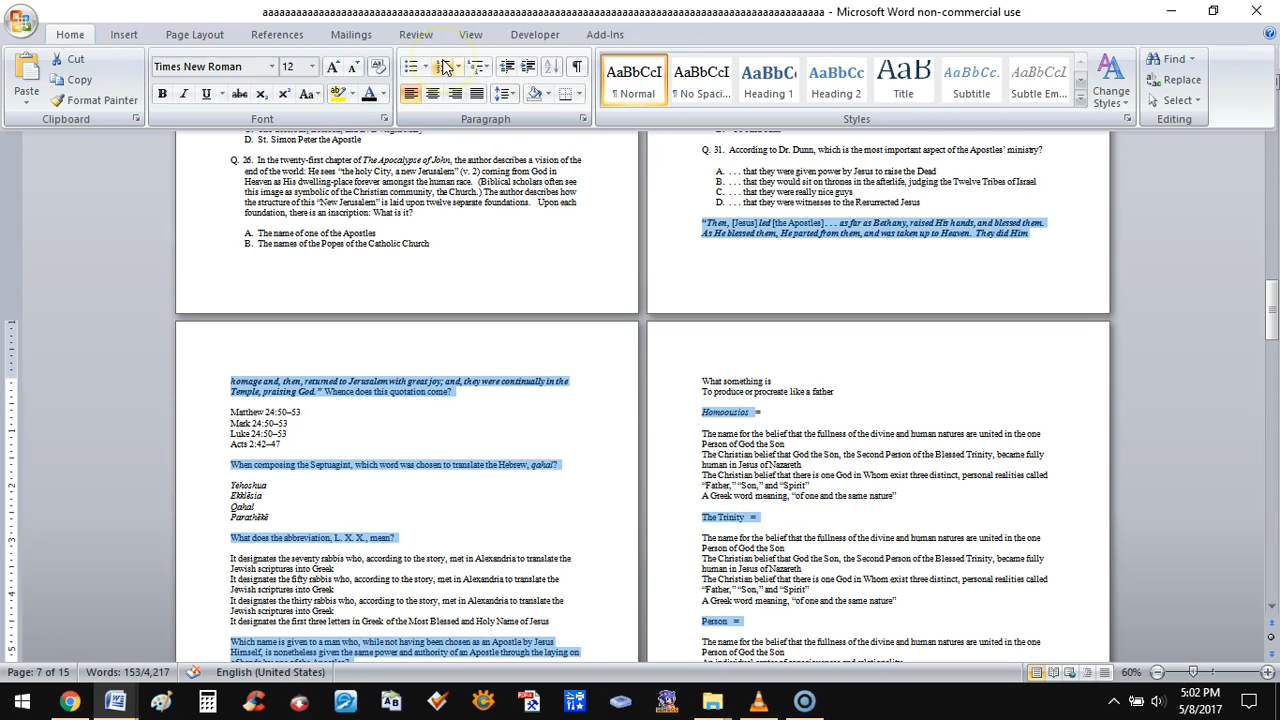 aaaaaaaaaaaaaaaaaaaaaaaaaaaaaaaaaaaaaaaaaaaaaaaaaaaaaaaaaaaaaaaaaaaaaaaaaaaaaaaaaaaaaaaaaaaaaaaaa - Microsoft Word non-commercial use
Home Insert Page Layout References Mailings Review View Developer Add-Ins
Paste
Cut
Copy
Format Painter
Clipboard
Times New Roman 12
Font
Paragraph
AaBbCcI AaBbCcI AaBbC AaBbCc AaB AaBbCcI AaBbCcI
¶ Normal ¶ No Spaci... Heading 1 Heading 2 Title Subtitle Subtle Em...
Change Styles
Styles
Find
Replace
Select
Editing
D. St. Simon Peter the Apostle
Q. 26. In the twenty-first chapter of The Apocalypse of John, the author describes a vision of the
end of the world: He sees “the holy City, a new Jerusalem” (v. 2) coming from God in
Heaven as His dwelling-place forever amongst the human race. (Biblical scholars often see
this image as symbolic of the Christian community, the Church.) The author describes how
the structure of this “New Jerusalem” is laid upon twelve separate foundations. Upon each
foundation, there is an inscription: What is it?
A. The name of one of the Apostles
B. The names of the Popes of the Catholic Church
Q. 31. According to Dr. Dunn, which is the most important aspect of the Apostles’ ministry?
A. . . . that they were given power by Jesus to raise the Dead
B. . . . that they would sit on thrones in the afterlife, judging the Twelve Tribes of Israel
C. . . . that they were really nice guys
D. . . . that they were witnesses to the Resurrected Jesus
“Then, [Jesus] led [the Apostles] . . . as far as Bethany, raised His hands, and blessed them.
As He blessed them, He parted from them, and was taken up to Heaven. They did Him
homage and, then, returned to Jerusalem with great joy; and, they were continually in the
Temple, praising God.” Whence does this quotation come?
Matthew 24:50–53
Mark 24:50–53
Luke 24:50–53
Acts 2:42–47
When composing the Septuagint, which word was chosen to translate the Hebrew, qahal?
Yehoshua
Ekklēsia
Qahal
Parathēkē
What does the abbreviation, L. X. X., mean?
It designates the seventy rabbis who, according to the story, met in Alexandria to translate the
Jewish scriptures into Greek
It designates the fifty rabbis who, according to the story, met in Alexandria to translate the
Jewish scriptures into Greek
It designates the thirty rabbis who, according to the story, met in Alexandria to translate the
Jewish scriptures into Greek
It designates the first three letters in Greek of the Most Blessed and Holy Name of Jesus
Which name is given to a man who, while not having been chosen as an Apostle by Jesus
Himself, is nonetheless given the same power and authority of an Apostle through the laying on
What something is
To produce or procreate like a father
Homoousios =
The name for the belief that the fullness of the divine and human natures are united in the one
Person of God the Son
The Christian belief that God the Son, the Second Person of the Blessed Trinity, became fully
human in Jesus of Nazareth
The Christian belief that there is one God in Whom exist three distinct, personal realities called
“Father,” “Son,” and “Spirit”
A Greek word meaning, “of one and the same nature”
The Trinity =
The name for the belief that the fullness of the divine and human natures are united in the one
Person of God the Son
The Christian belief that God the Son, the Second Person of the Blessed Trinity, became fully
human in Jesus of Nazareth
The Christian belief that there is one God in Whom exist three distinct, personal realities called
“Father,” “Son,” and “Spirit”
A Greek word meaning, “of one and the same nature”
Person =
The name for the belief that the fullness of the divine and human natures are united in the one
Person of God the Son
Page: 7 of 15 Words: 153/4,217 English (United States) 60%
5:02 PM
5/8/2017